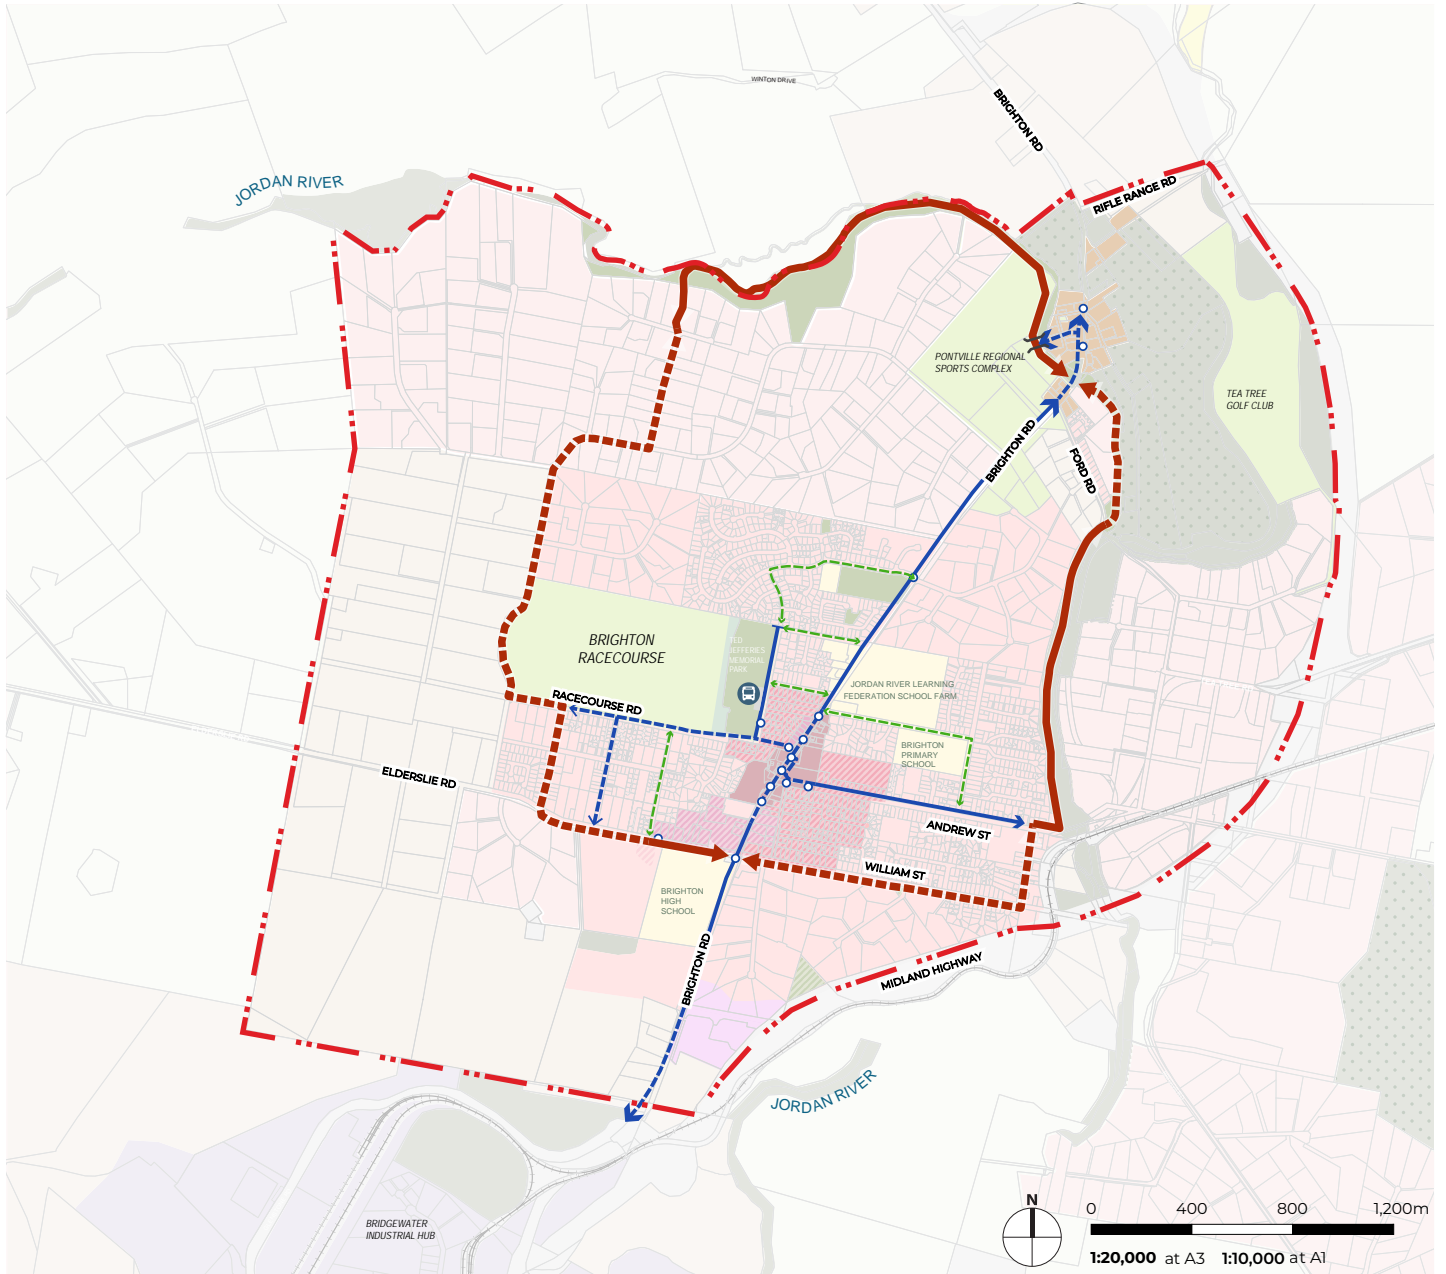 WINTON DRIVE
BRIGHTON RD
JORDAN RIVER
RIFLE RANGE RD
PONTVILLE REGIONAL
SPORTS COMPLEX
TEA TREE
GOLF CLUB
BRIGHTON RD
FORD RD
BRIGHTON
RACECOURSE
TED
JEFFERIES
MEMORIAL
PARK
JORDAN RIVER LEARNING
FEDERATION SCHOOL FARM
RACECOURSE RD
BRIGHTON
PRIMARY
SCHOOL
ELDERSLIE RD
ANDREW ST
WILLIAM ST
BRIGHTON
HIGH
SCHOOL
BRIGHTON RD
MIDLAND HIGHWAY
JORDAN RIVER
BRIDGEWATER
INDUSTRIAL HUB
N
0 400 800 1,200m
1:20,000 at A3 1:10,000 at A1